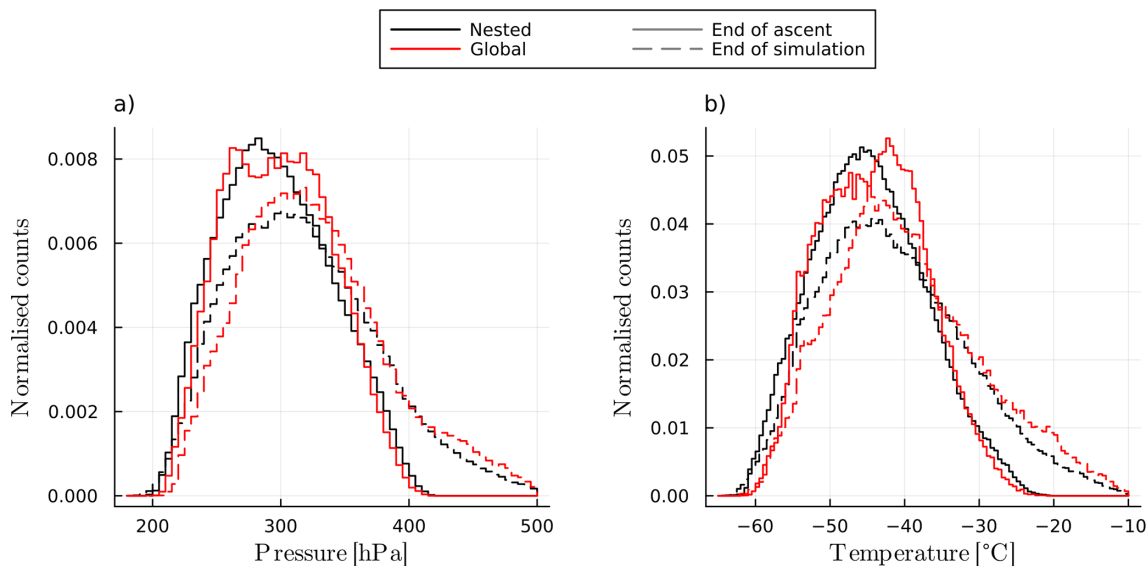 Nested
End of ascent
Global
End of simulation
a)
b)
0.008
0.006
0.004
0.002
0.000
Normalised counts
200
300
400
500
Pressure [hPa]
0.05
0.04
0.03
0.02
0.01
0.00
Normalised counts
−60
−50
−40
−30
−20
−10
Temperature [°C]